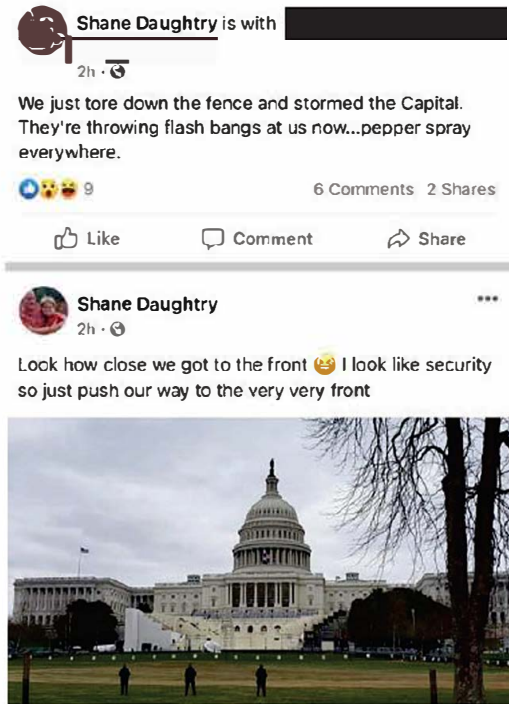 Shane Daughtry is with
2h ·
We just tore down the fence and stormed the Capital.
They're throwing flash bangs at us now...pepper spray
everywhere.
9
6 Comments 2 Shares
Like Comment Share
Shane Daughtry
2h ·
Look how close we got to the front 😆 I look like security
so just push our way to the very very front